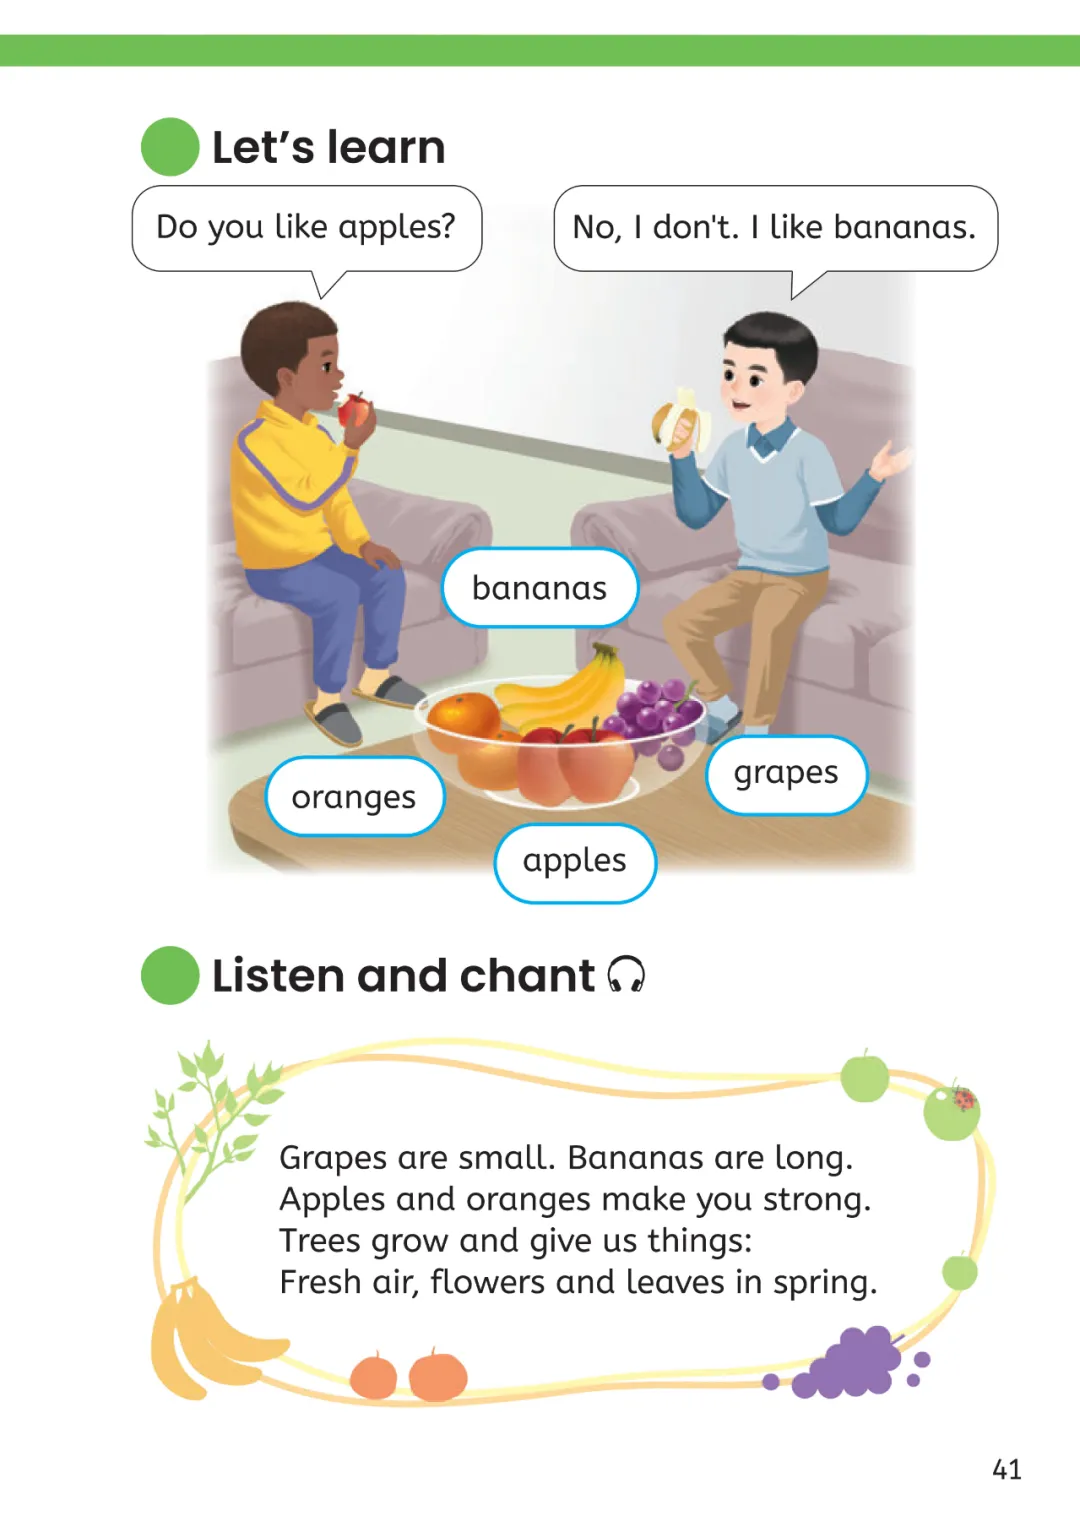 Let's learn
Do you like apples?
No, I don't. I like bananas.
bananas
oranges
grapes
apples
Listen and chant
Grapes are small. Bananas are long.
Apples and oranges make you strong.
Trees grow and give us things:
Fresh air, flowers and leaves in spring.
41